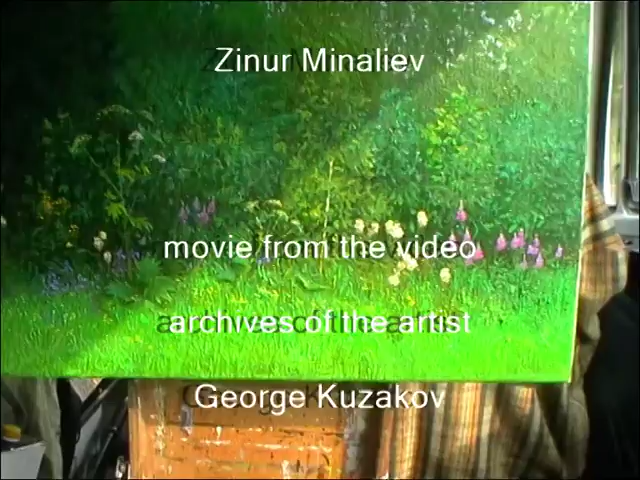 Zinur Minaliev
movie from the video
archives of the artist
George Kuzakov